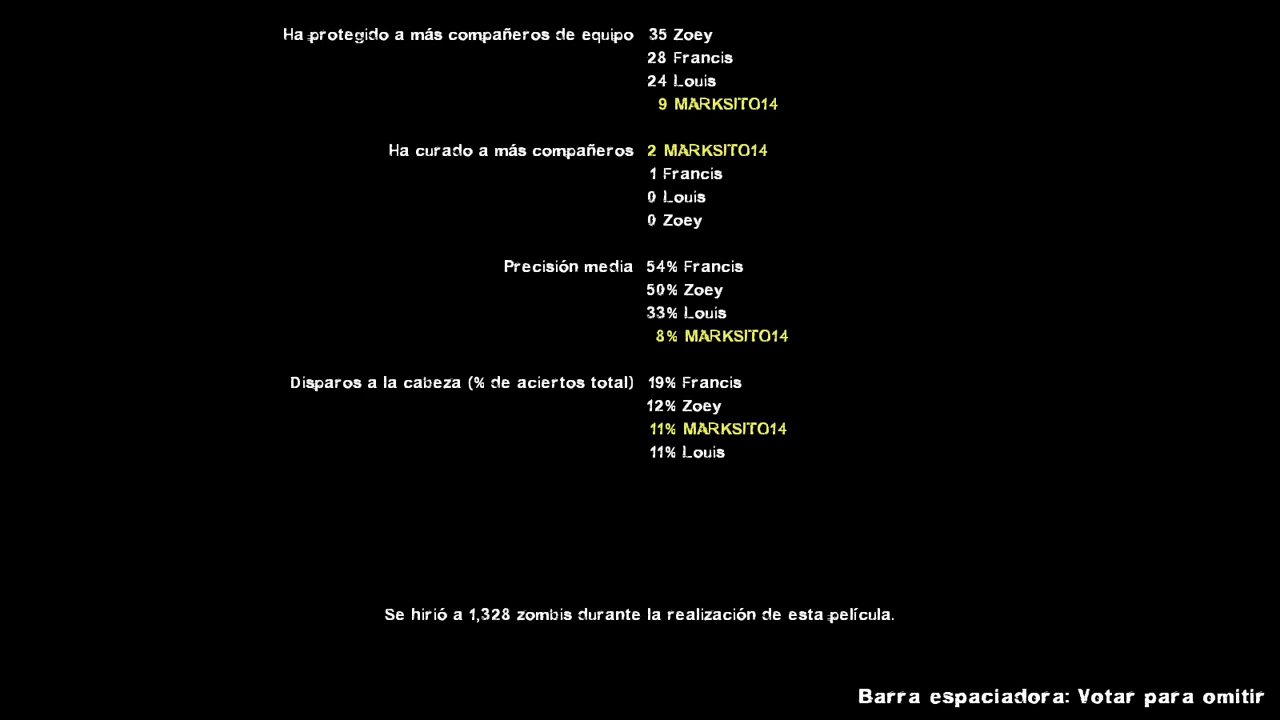 Ha protegido a más compañeros de equipo 35 Zoey
28 Francis
24 Louis
9 MARKSITO14
Ha curado a más compañeros 2 MARKSITO14
1 Francis
0 Louis
0 Zoey
Precisión media 54% Francis
50% Zoey
33% Louis
8% MARKSITO14
Disparos a la cabeza (% de aciertos total) 19% Francis
12% Zoey
11% MARKSITO14
11% Louis
Se hirió a 1,328 zombis durante la realización de esta película.
Barra espaciadora: Votar para omitir